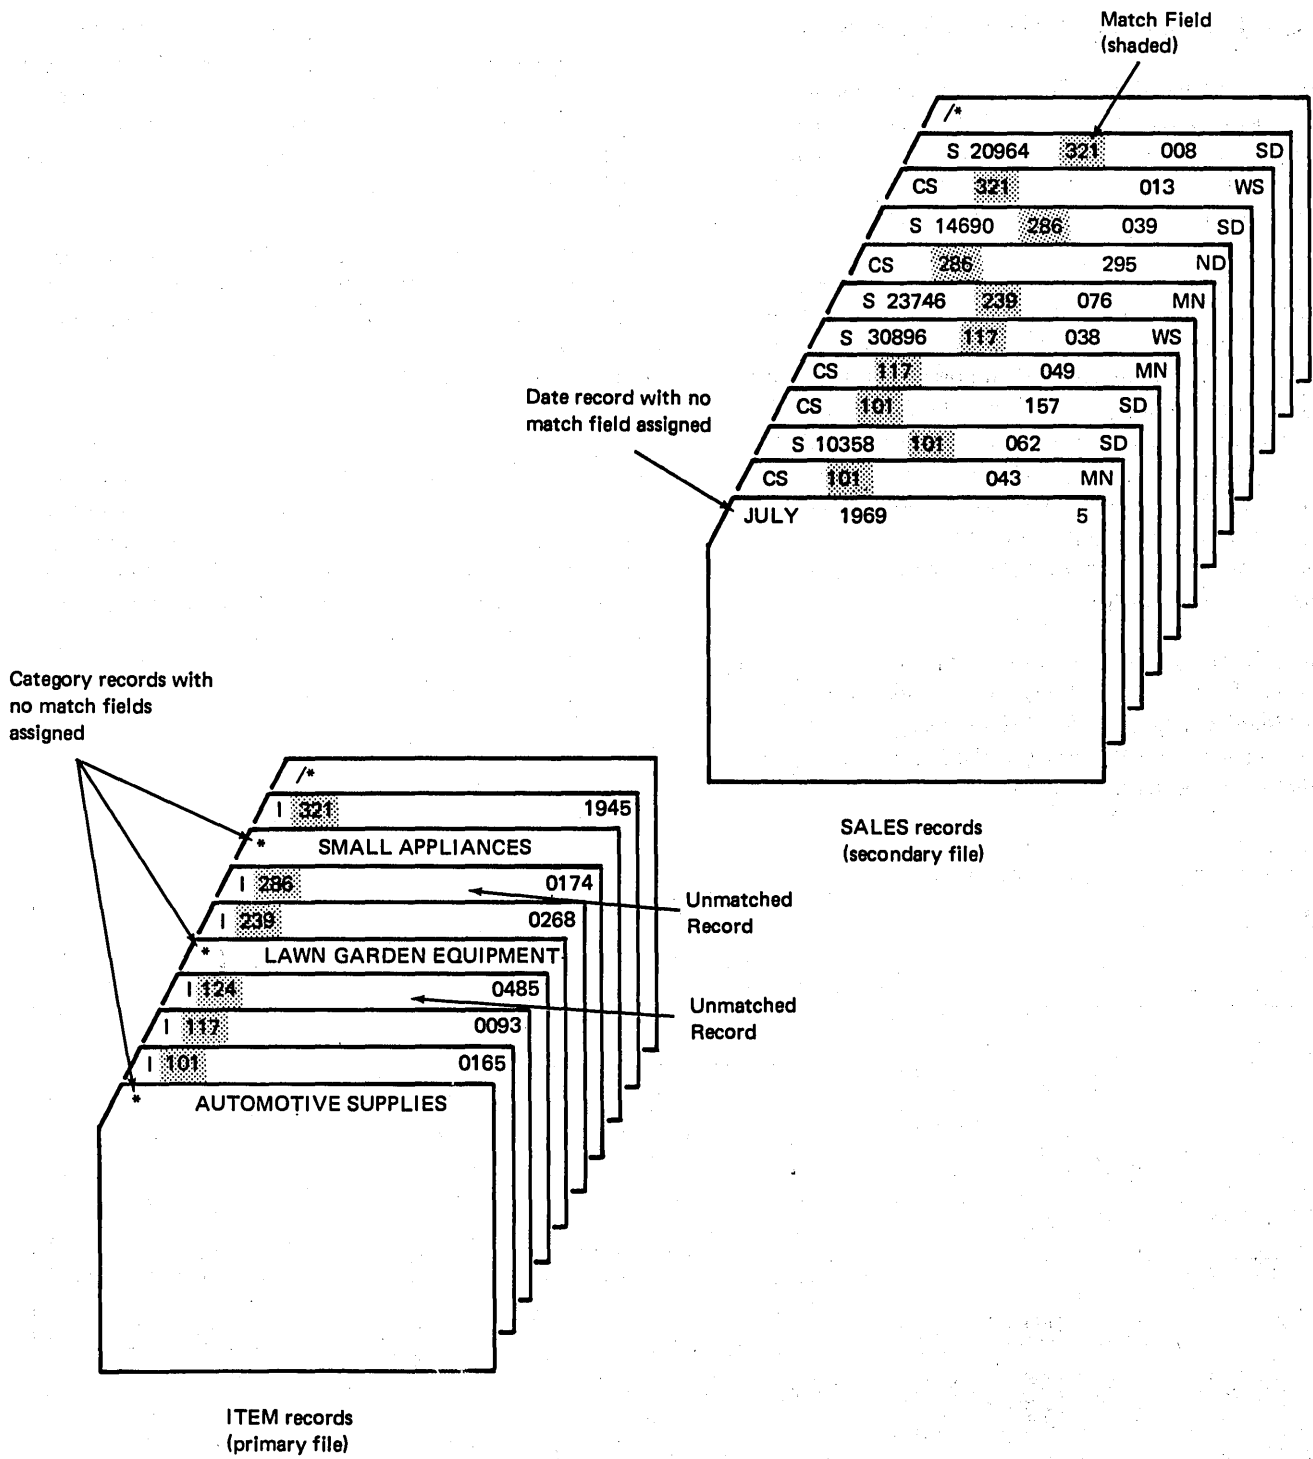 Match Field
(shaded)
/*
S 20964 321 008 SD
CS 321 013 WS
S 14690 286 039 SD
CS 286 295 ND
S 23746 239 076 MN
S 30896 117 038 WS
CS 117 049 MN
CS 101 157 SD
S 10358 101 062 SD
CS 101 043 MN
JULY 1969 5
Date record with no
match field assigned
SALES records
(secondary file)
Category records with
no match fields
assigned
/*
I 321 1945
* SMALL APPLIANCES
I 286 0174
I 239 0268
* LAWN GARDEN EQUIPMENT
I 124 0485
I 117 0093
I 101 0165
* AUTOMOTIVE SUPPLIES
Unmatched
Record
Unmatched
Record
ITEM records
(primary file)